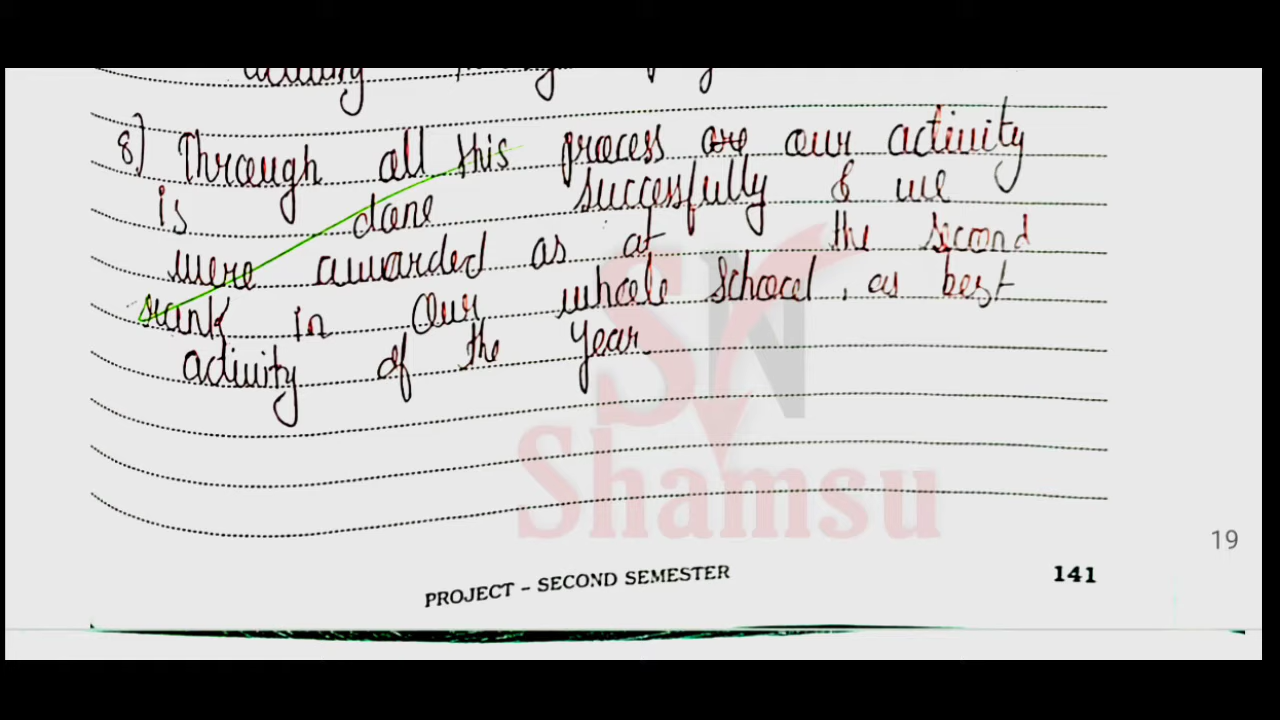 8) Through all this process are our activity
is done successfully & we
were awarded as at the second
rank in Our whole School, as best
activity of the year
SN
Shamsu
19
PROJECT – SECOND SEMESTER 141